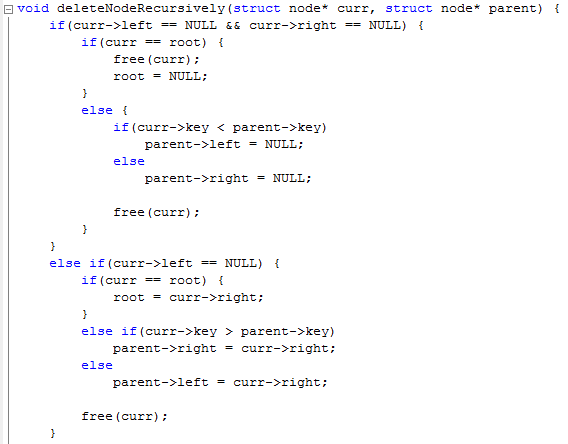 void deleteNodeRecursively(struct node* curr, struct node* parent) {
    if(curr->left == NULL && curr->right == NULL) {
        if(curr == root) {
            free(curr);
            root = NULL;
        }
        else {
            if(curr->key < parent->key)
                parent->left = NULL;
            else
                parent->right = NULL;

            free(curr);
        }
    }
    else if(curr->left == NULL) {
        if(curr == root) {
            root = curr->right;
        }
        else if(curr->key > parent->key)
            parent->right = curr->right;
        else
            parent->left = curr->right;

        free(curr);
    }